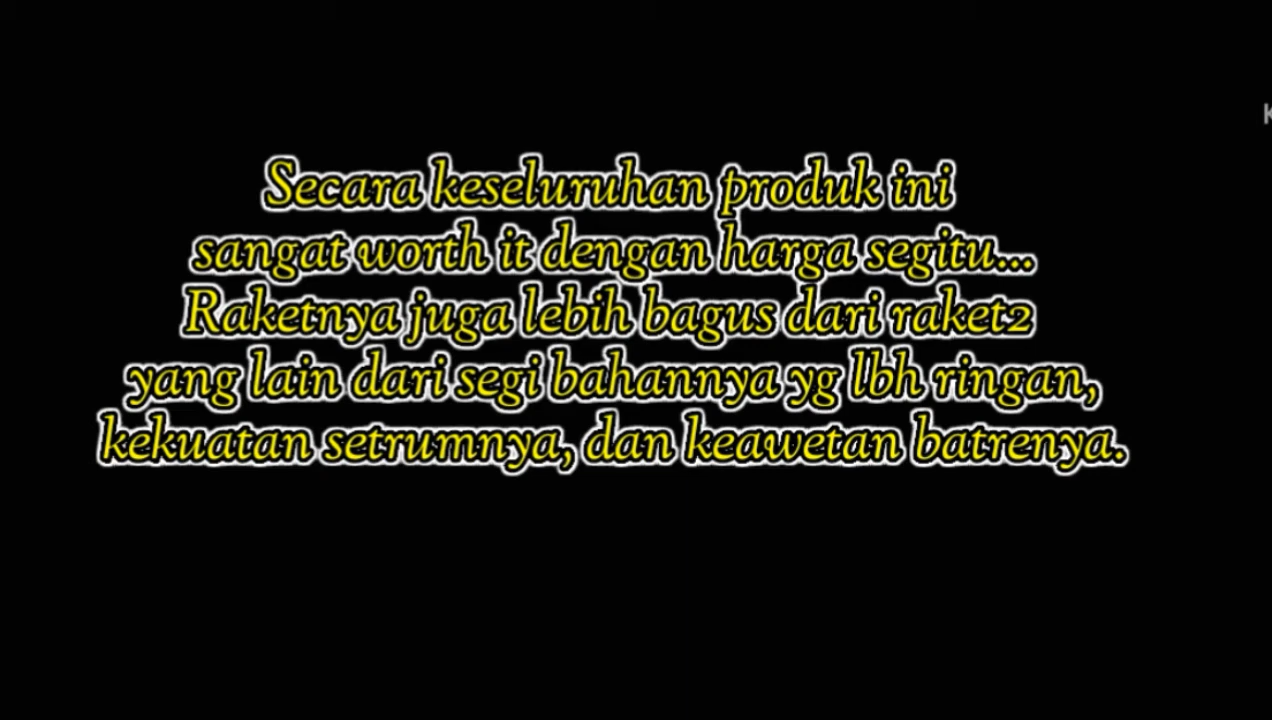 Secara keseluruhan produk ini
sangat worth it dengan harga segitu...
Raketnya juga lebih bagus dari raket2
yang lain dari segi bahannya yg lbh ringan,
kekuatan setrumnya, dan keawetan batrenya.